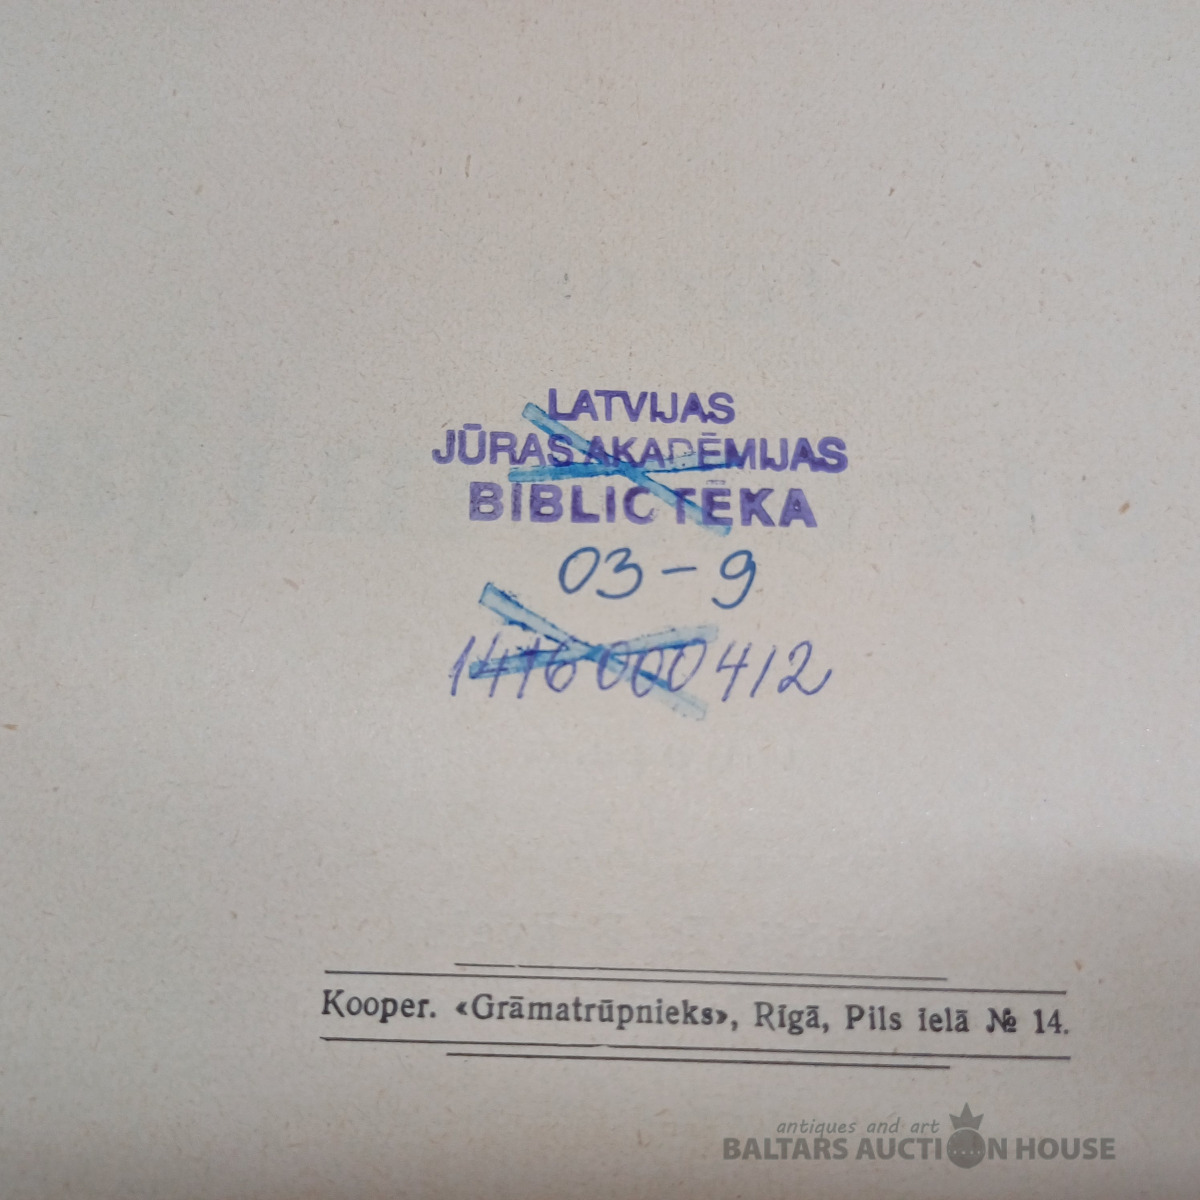 LATVIJAS
JŪRAS AKADĒMIJAS
BIBLIOTĒKA
03-9
1416000412
Kooper. «Grāmatrūpnieks», Rīgā, Pils ielā № 14.
antiques and art
BALTARS AUCTION HOUSE